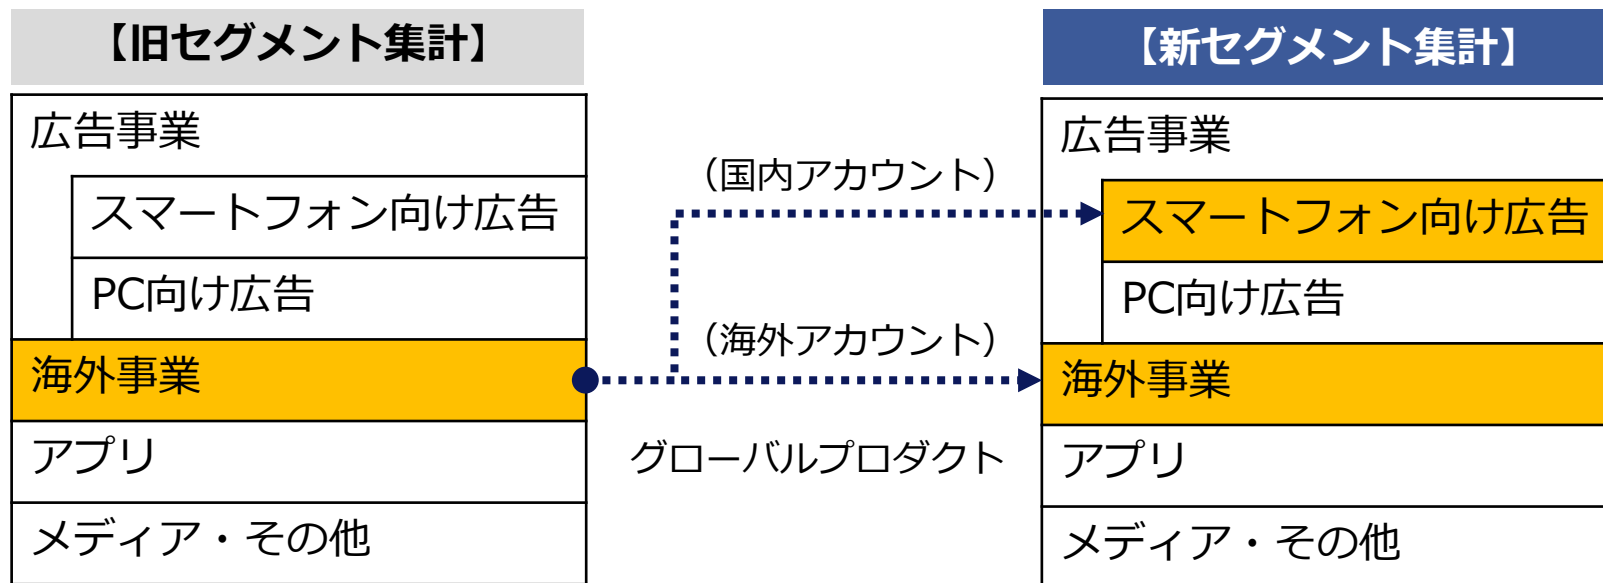 【旧セグメント集計】
広告事業
スマートフォン向け広告
PC向け広告
海外事業
アプリ
メディア・その他
（国内アカウント）
（海外アカウント）
グローバルプロダクト
【新セグメント集計】
広告事業
スマートフォン向け広告
PC向け広告
海外事業
アプリ
メディア・その他